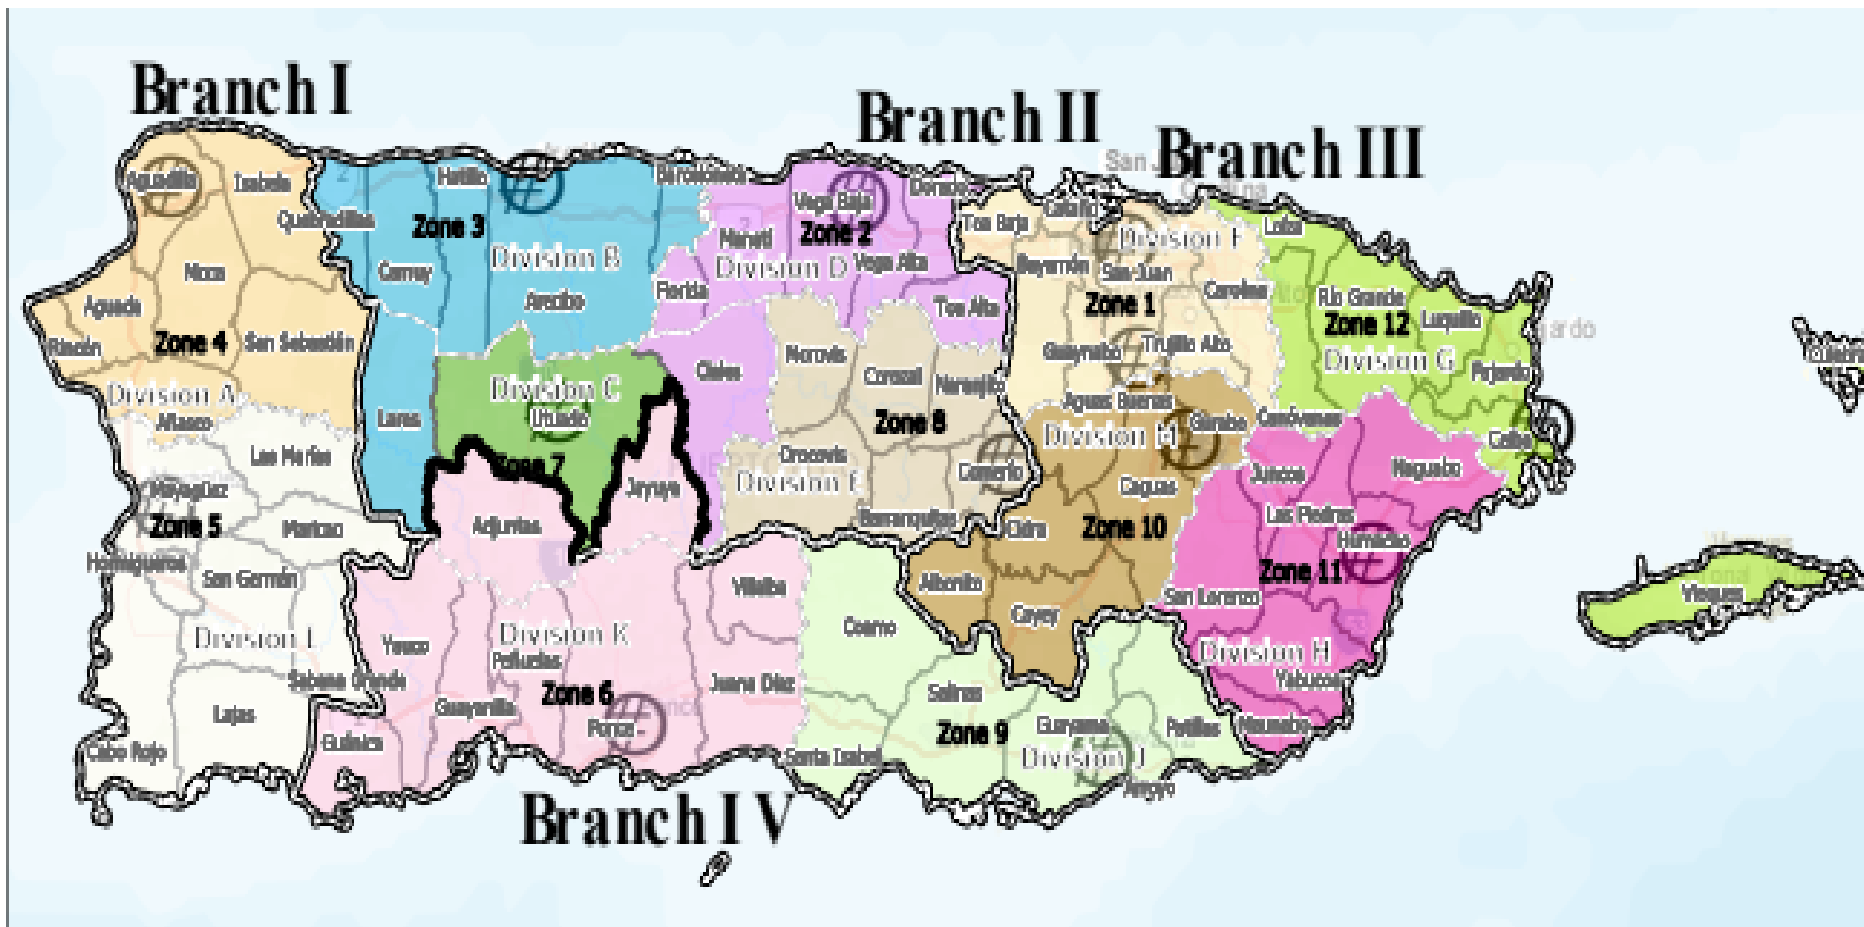 Branch I
Branch II
Branch III
San J
Aguadilla
Isabela
Hatillo
Barceloneta
Dorado
Quebradillas
Zone 3
Vega Baja
Zone 2
Toa Baja
Cataño
Loiza
Manatí
Division F
Division B
Division D
Vega Alta
Bayamón
San Juan
Moca
Camuy
Florida
Carolina
Aguada
Arecibo
Toa Alta
Zone 1
Río Grande
Zone 12
Luquillo
Rincón
Zone 4
San Sebastián
Morovis
Guaynabo
Trujillo Alto
Division G
ardo
Culebra
Division A
Division C
Ciales
Corozal
Naranjito
Fajardo
Añasco
Lares
Utuado
Zone 8
Aguas Buenas
Gurabo
Canóvanas
Division M
Ceiba
Las Marías
Zone 7
Orocovis
Comerío
Juncos
Naguabo
Mayagüez
Jayuya
Division E
Caguas
Zone 5
Maricao
Adjuntas
Barranquitas
Cidra
Zone 10
Las Piedras
Humacao
Hormigueros
San Germán
Villalba
Aibonito
Zone 11
San Lorenzo
Vieques
Division L
Yauco
Division K
Coamo
Cayey
Division H
Peñuelas
Sabana Grande
Zone 6
Juana Díaz
Salinas
Yabucoa
Lajas
Guayanilla
Ponce
Zone 9
Guayama
Patillas
Maunabo
Cabo Rojo
Guánica
Santa Isabel
Division J
Arroyo
Branch IV